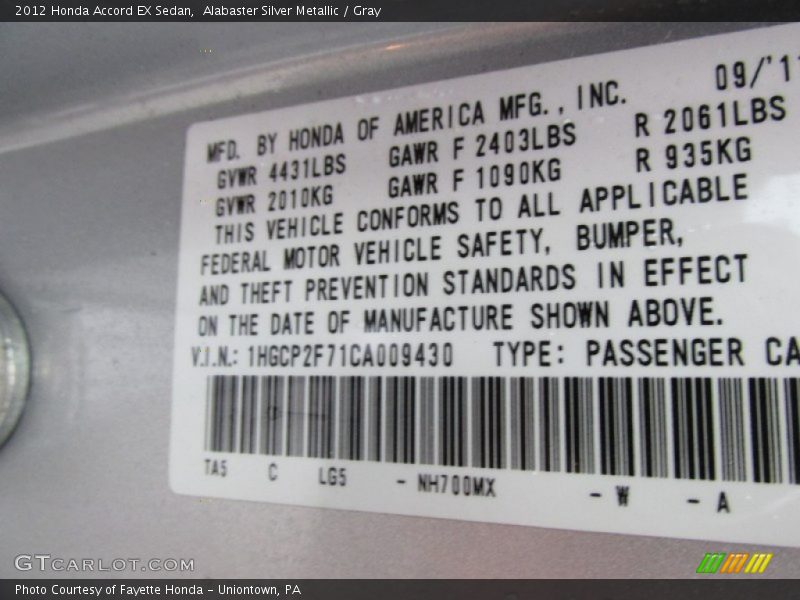 2012 Honda Accord EX Sedan,  Alabaster Silver Metallic / Gray
09/'11
MFD. BY HONDA OF AMERICA MFG., INC.
GVWR 4431LBS GAWR F 2403LBS R 2061LBS
GVWR 2010KG GAWR F 1090KG R 935KG
THIS VEHICLE CONFORMS TO ALL APPLICABLE
FEDERAL MOTOR VEHICLE SAFETY, BUMPER,
AND THEFT PREVENTION STANDARDS IN EFFECT
ON THE DATE OF MANUFACTURE SHOWN ABOVE.
V.I.N.: 1HGCP2F71CA009430 TYPE: PASSENGER CA
TA5 C LG5 - NH700MX - W - A
GTCARLOT.COM
Photo Courtesy of Fayette Honda - Uniontown, PA